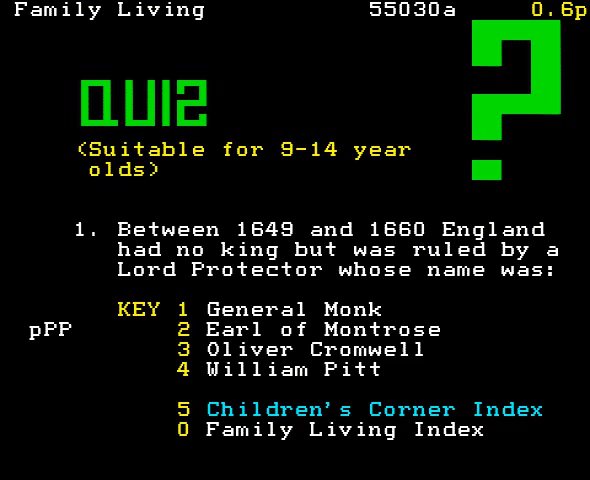 Family Living 55030a 0.6p
QUIZ ?
(Suitable for 9-14 year
olds)
1. Between 1649 and 1660 England
had no king but was ruled by a
Lord Protector whose name was:
KEY 1 General Monk
pPP 2 Earl of Montrose
3 Oliver Cromwell
4 William Pitt
5 Children's Corner Index
0 Family Living Index